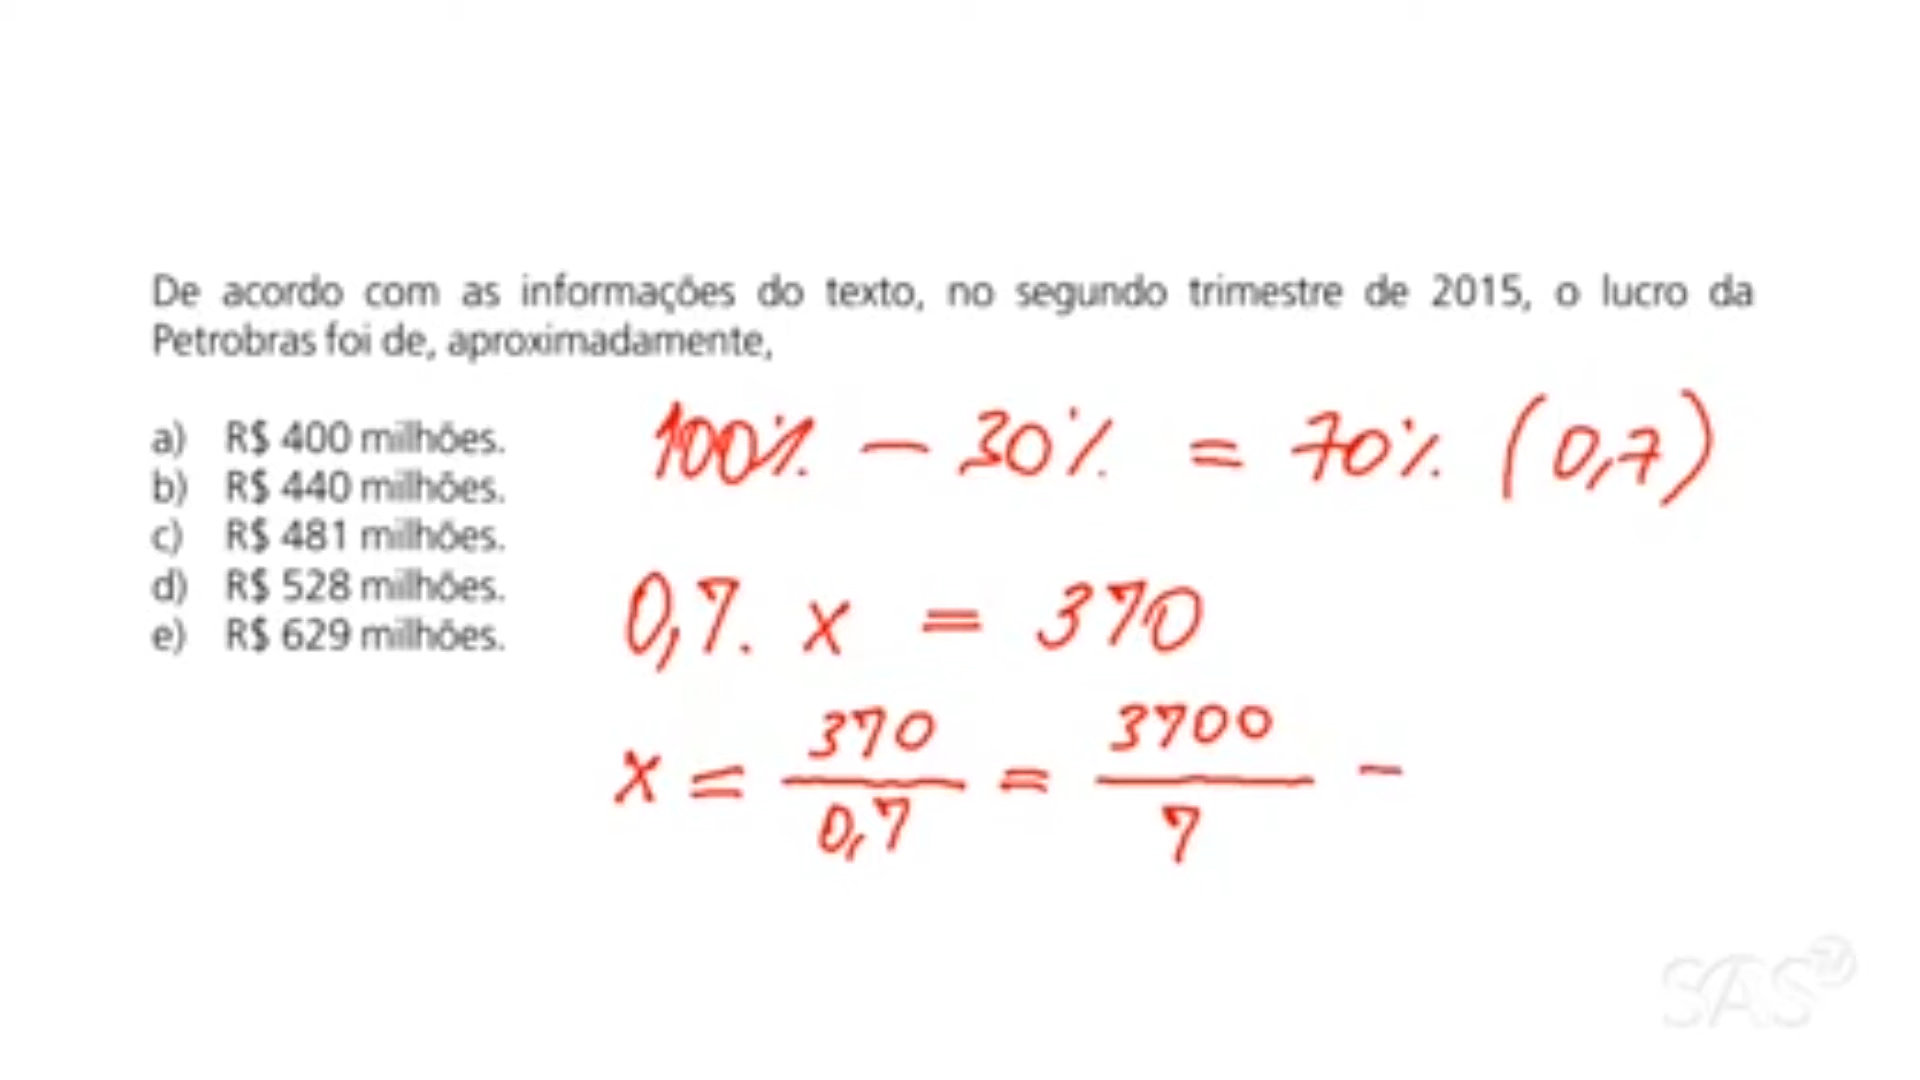 De acordo com as informações do texto, no segundo trimestre de 2015, o lucro da
Petrobras foi de, aproximadamente,
a) R$ 400 milhões.
b) R$ 440 milhões.
c) R$ 481 milhões.
d) R$ 528 milhões.
e) R$ 629 milhões.
100% - 30% = 70% (0,7)
0,7. x = 370
x = 370/0,7 = 3700/7 -
SAS